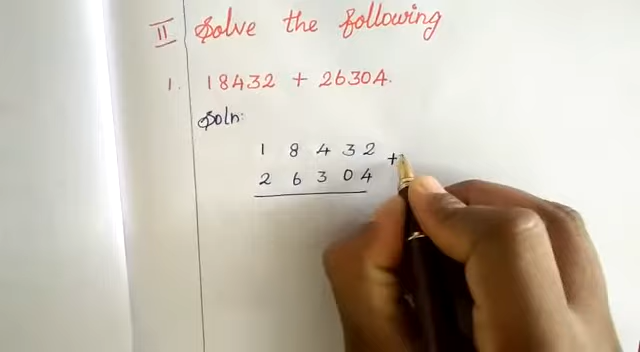 II Solve the following
1. 18432 + 26304.
Soln:
1 8 4 3 2 +
2 6 3 0 4